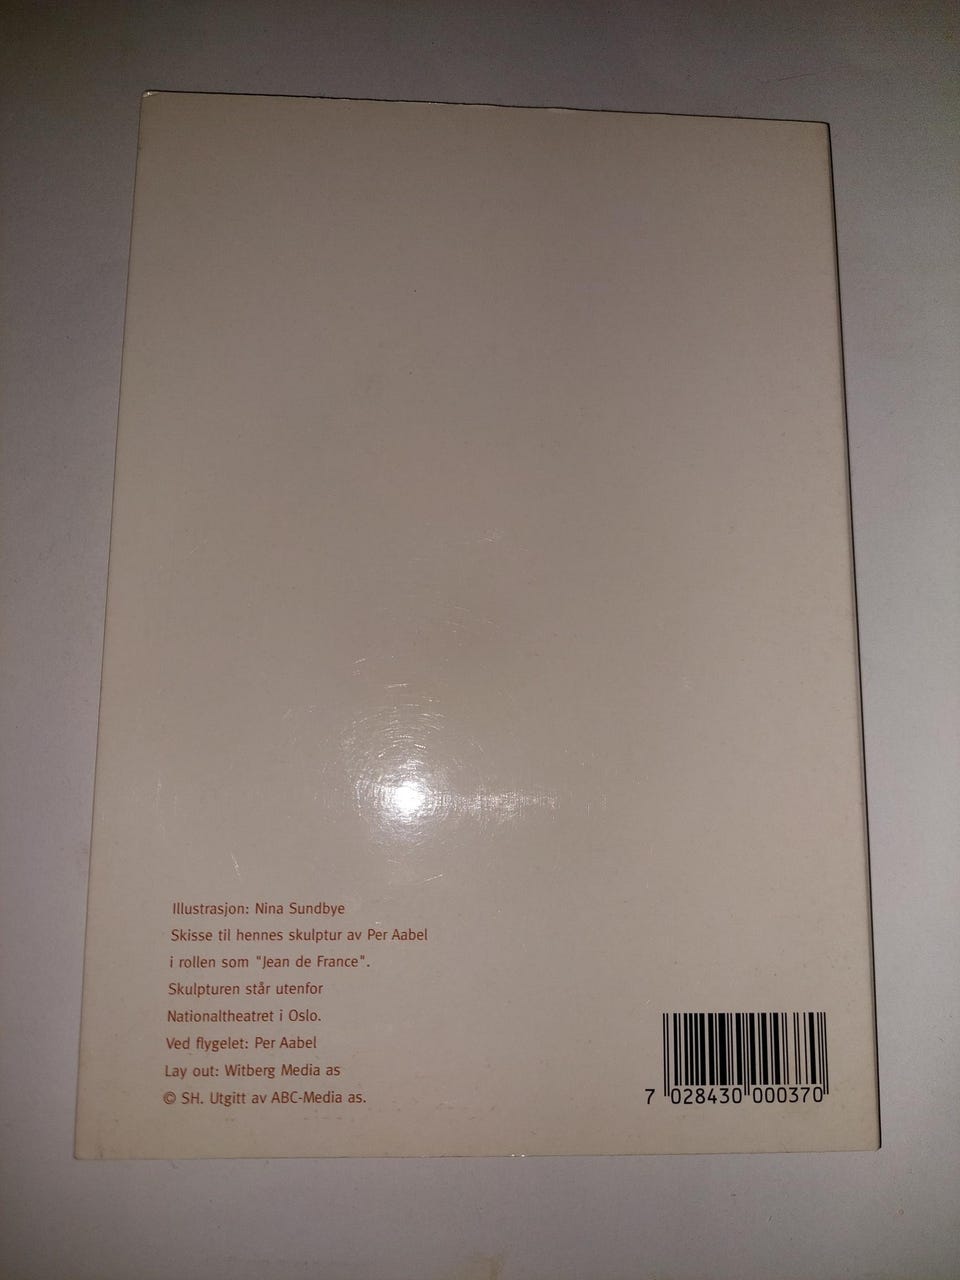 Illustrasjon: Nina Sundbye
Skisse til hennes skulptur av Per Aabel
i rollen som "Jean de France".
Skulpturen står utenfor
Nationaltheatret i Oslo.
Ved flygelet: Per Aabel
Lay out: Witberg Media as
© SH. Utgitt av ABC-Media as.
7 028430 000370